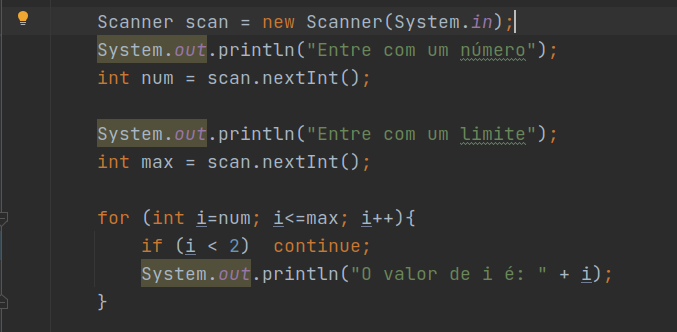 Scanner scan = new Scanner(System.in);
System.out.println("Entre com um número");
int num = scan.nextInt();
System.out.println("Entre com um limite");
int max = scan.nextInt();
for (int i=num; i<=max; i++){
if (i < 2)  continue;
System.out.println("O valor de i é: " + i);
}